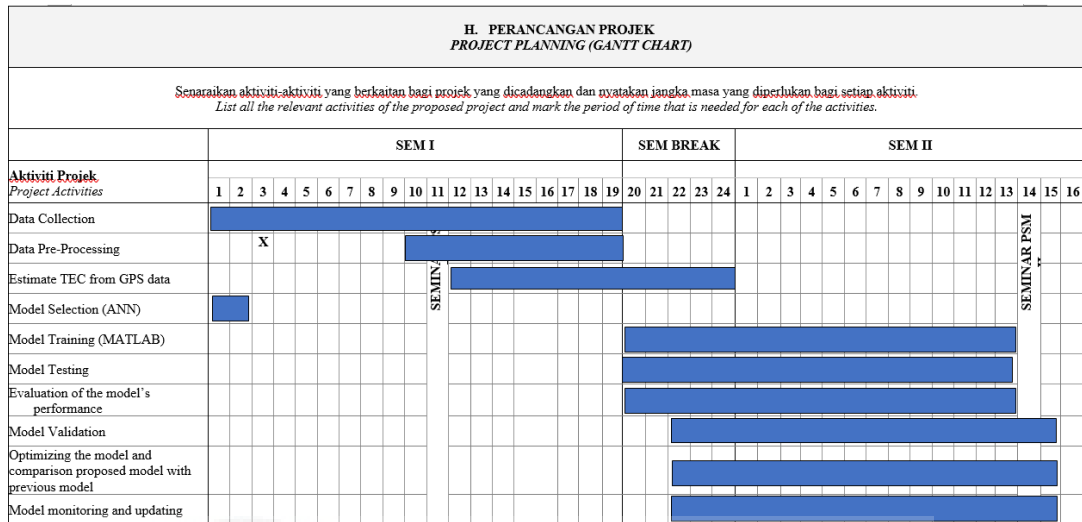 H. PERANCANGAN PROJEK
PROJECT PLANNING (GANTT CHART)
Senaraikan aktiviti-aktiviti yang berkaitan bagi projek yang dicadangkan dan nyatakan jangka masa yang diperlukan bagi setiap aktiviti.
List all the relevant activities of the proposed project and mark the period of time that is needed for each of the activities.
SEM I SEM BREAK SEM II
Aktiviti Projek
Project Activities 1 2 3 4 5 6 7 8 9 10 11 12 13 14 15 16 17 18 19 20 21 22 23 24 1 2 3 4 5 6 7 8 9 10 11 12 13 14 15 16
Data Collection
Data Pre-Processing X
Estimate TEC from GPS data
Model Selection (ANN)
Model Training (MATLAB)
Model Testing
Evaluation of the model's
performance
Model Validation
Optimizing the model and
comparison proposed model with
previous model
Model monitoring and updating
SEMINAR PSM